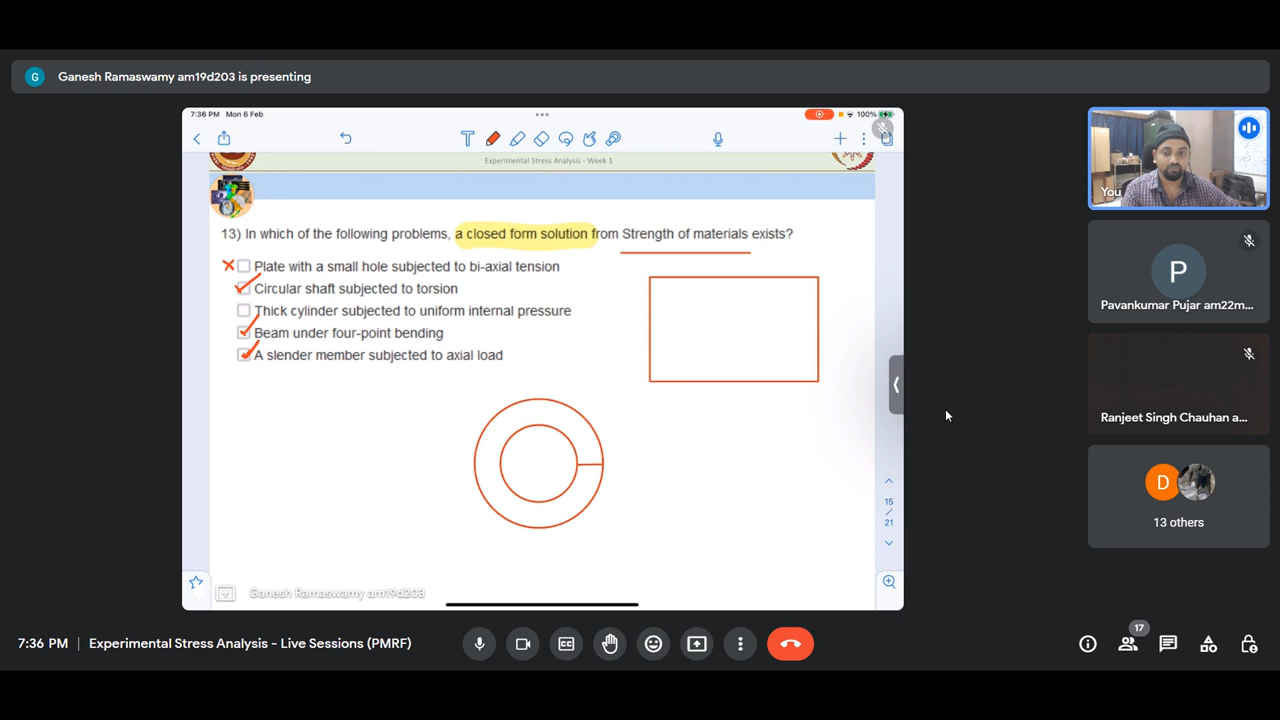 G Ganesh Ramaswamy am19d203 is presenting
7:36 PM Mon 6 Feb
100%
T
Experimental Stress Analysis - Week 1
13) In which of the following problems, a closed form solution from Strength of materials exists?
Plate with a small hole subjected to bi-axial tension
Circular shaft subjected to torsion
Thick cylinder subjected to uniform internal pressure
Beam under four-point bending
A slender member subjected to axial load
15
/
21
Ganesh Ramaswamy am19d203
You
P
Pavankumar Pujar am22m...
Ranjeet Singh Chauhan a...
D
13 others
7:36 PM | Experimental Stress Analysis - Live Sessions (PMRF)
CC
17